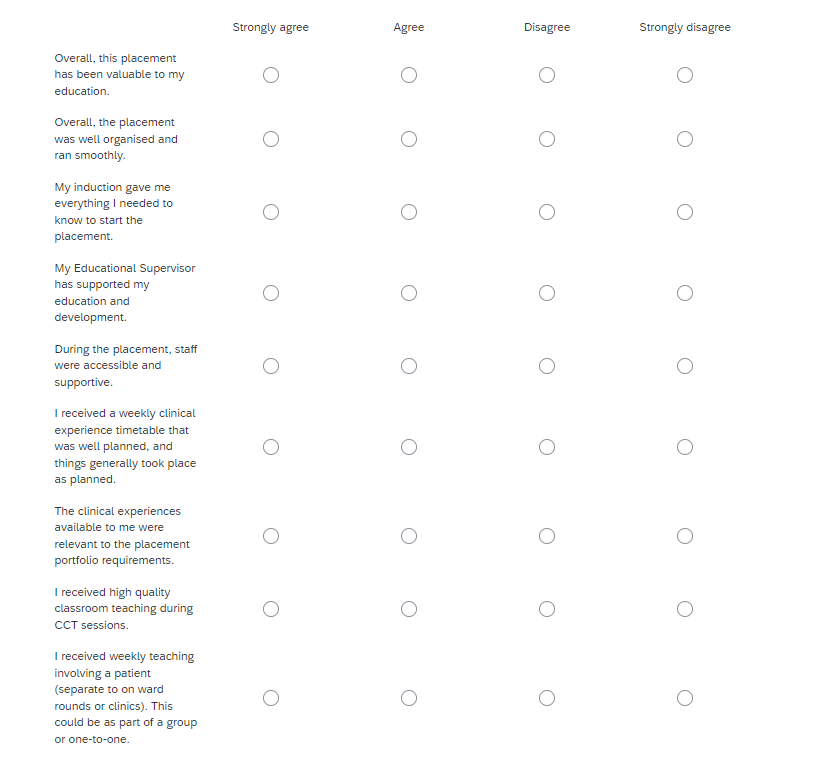 Strongly agree Agree Disagree Strongly disagree
Overall, this placement
has been valuable to my
education.
Overall, the placement
was well organised and
ran smoothly.
My induction gave me
everything I needed to
know to start the
placement.
My Educational Supervisor
has supported my
education and
development.
During the placement, staff
were accessible and
supportive.
I received a weekly clinical
experience timetable that
was well planned, and
things generally took place
as planned.
The clinical experiences
available to me were
relevant to the placement
portfolio requirements.
I received high quality
classroom teaching during
CCT sessions.
I received weekly teaching
involving a patient
(separate to on ward
rounds or clinics). This
could be as part of a group
or one-to-one.